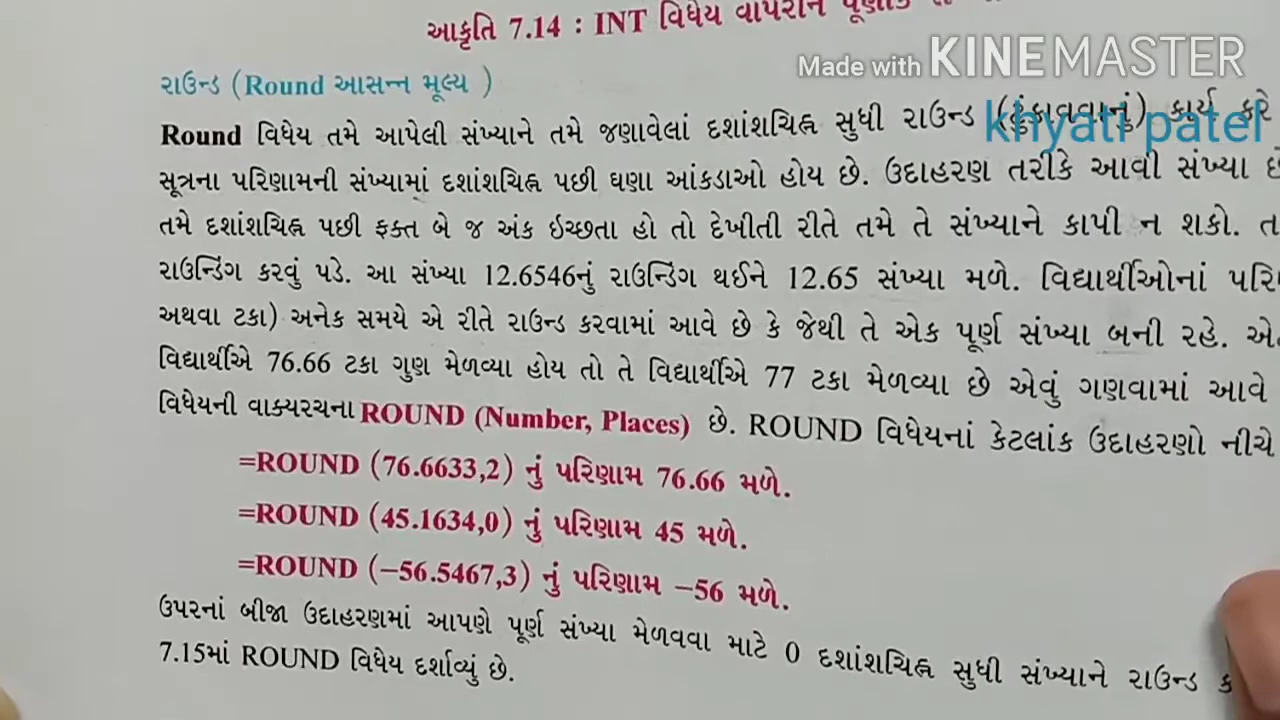 આકૃતિ 7.14 : INT વિધેય વાપરીને
Made with KINEMASTER
khyati patel
રાઉન્ડ (Round આસન્ન મૂલ્ય )
Round વિધેય તમે આપેલી સંખ્યાને તમે જણાવેલાં દશાંશચિહ્ન સુધી રાઉન્ડ કાર્ય કરે
સૂત્રના પરિણામની સંખ્યામાં દશાંશચિહ્ન પછી ઘણા આંકડાઓ હોય છે. ઉદાહરણ તરીકે આવી સંખ્યા
તમે દશાંશચિહ્ન પછી ફક્ત બે જ અંક ઇચ્છતા હો તો દેખીતી રીતે તમે તે સંખ્યાને કાપી ન શકો.
રાઉન્ડિગ કરવું પડે. આ સંખ્યા 12.6546નું રાઉન્ડિગ થઈને 12.65 સંખ્યા મળે. વિદ્યાર્થીઓનાં
અથવા ટકા) અનેક સમયે એ રીતે રાઉન્ડ કરવામાં આવે છે કે જેથી તે એક પૂર્ણ સંખ્યા બની રહે.
વિદ્યાર્થીએ 76.66 ટકા ગુણ મેળવ્યા હોય તો તે વિદ્યાર્થીએ 77 ટકા મેળવ્યા છે એવું ગણવામાં આવે
વિધેયની વાક્યરચના ROUND (Number, Places) છે. ROUND વિધેયનાં કેટલાંક ઉદાહરણો નીચે
=ROUND (76.6633,2) નું પરિણામ 76.66 મળે.
=ROUND (45.1634,0) નું પરિણામ 45 મળે.
=ROUND (−56.5467,3) નું પરિણામ −56 મળે.
ઉપરનાં બીજા ઉદાહરણમાં આપણે પૂર્ણ સંખ્યા મેળવવા માટે 0 દશાંશચિહ્ન સુધી સંખ્યાને રાઉન્ડ
7.15માં ROUND વિધેય દર્શાવ્યું છે.